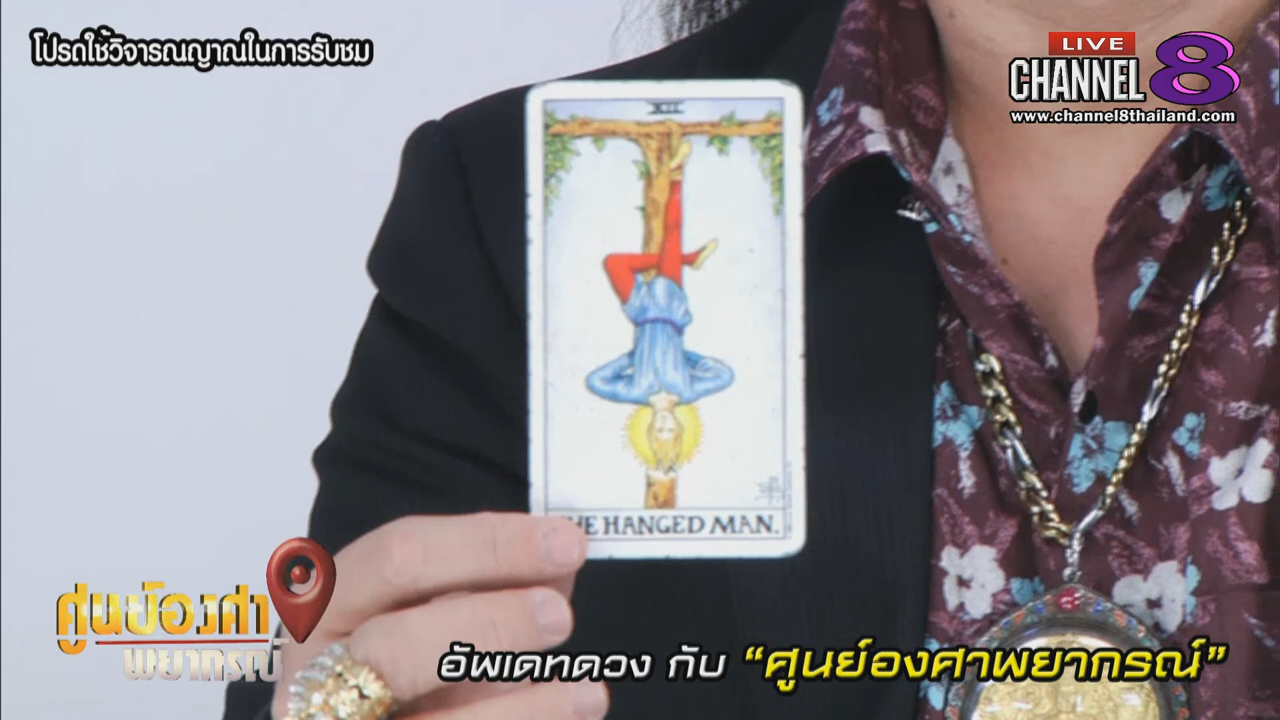 โปรดใช้วิจารณญาณในการรับชม
LIVE
CHANNEL 8
www.channel8thailand.com
XII
HE HANGED MAN.
ศูนย์องศา
พยากรณ์
อัพเดทดวง กับ “ศูนย์องศาพยากรณ์”